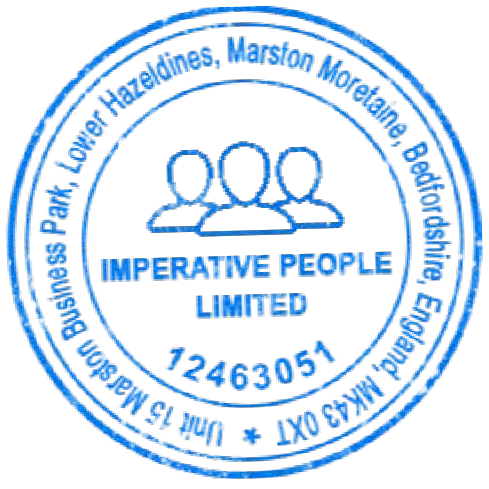 Unit 15 Marston Business Park, Lower Hazeldines, Marston Moretaine, Bedfordshire, England, MK43 0XT *
IMPERATIVE PEOPLE
LIMITED
12463051